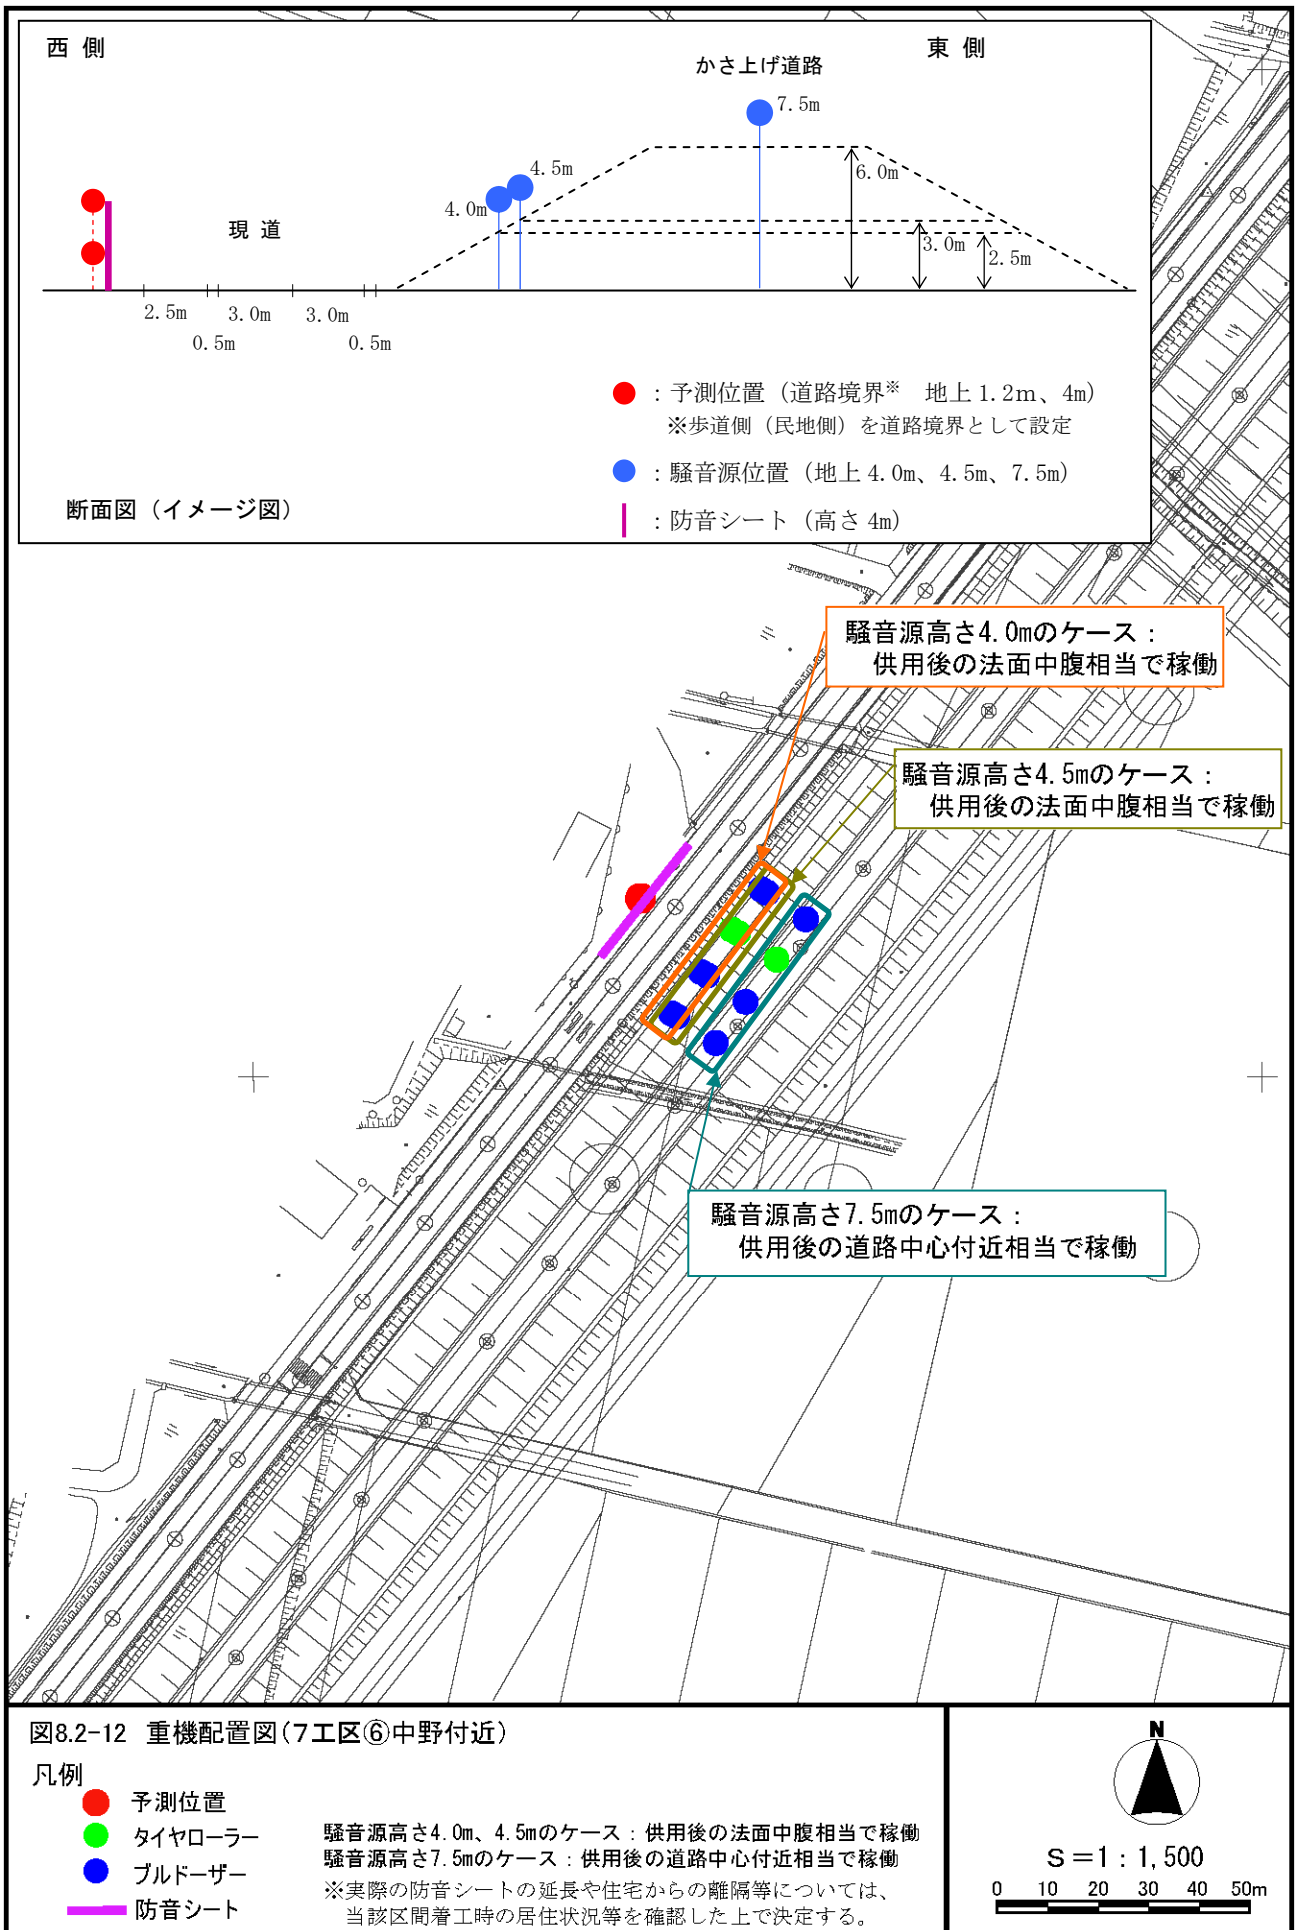 西 側
東 側
かさ上げ道路
7.5m
4.5m
4.0m
6.0m
現 道
3.0m
2.5m
2.5m
3.0m
3.0m
0.5m
0.5m
：予測位置（道路境界※　地上 1.2m、4m）
※歩道側（民地側）を道路境界として設定
：騒音源位置（地上 4.0m、4.5m、7.5m）
断面図（イメージ図）
：防音シート（高さ 4m）
騒音源高さ4.0mのケース：
供用後の法面中腹相当で稼働
騒音源高さ4.5mのケース：
供用後の法面中腹相当で稼働
騒音源高さ7.5mのケース：
供用後の道路中心付近相当で稼働
図8.2-12 重機配置図(7工区⑥中野付近)
凡例
予測位置
タイヤローラー
ブルドーザー
防音シート
騒音源高さ4.0m、4.5mのケース：供用後の法面中腹相当で稼働
騒音源高さ7.5mのケース：供用後の道路中心付近相当で稼働
※実際の防音シートの延長や住宅からの離隔等については、
当該区間着工時の居住状況等を確認した上で決定する。
N
S＝1：1,500
0 10 20 30 40 50m